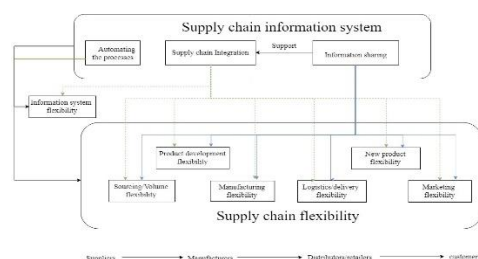 Supply chain information system
Automating
the processes
Supply chain Integration
Support
Information sharing
Information system
flexibility
Product development
flexibility
New product
flexibility
Sourcing/Volume
flexibility
Manufacturing
flexibility
Logistics/delivery
flexibility
Marketing
flexibility
Supply chain flexibility
Suppliers
Manufacturers
Distributors/retailers
customer